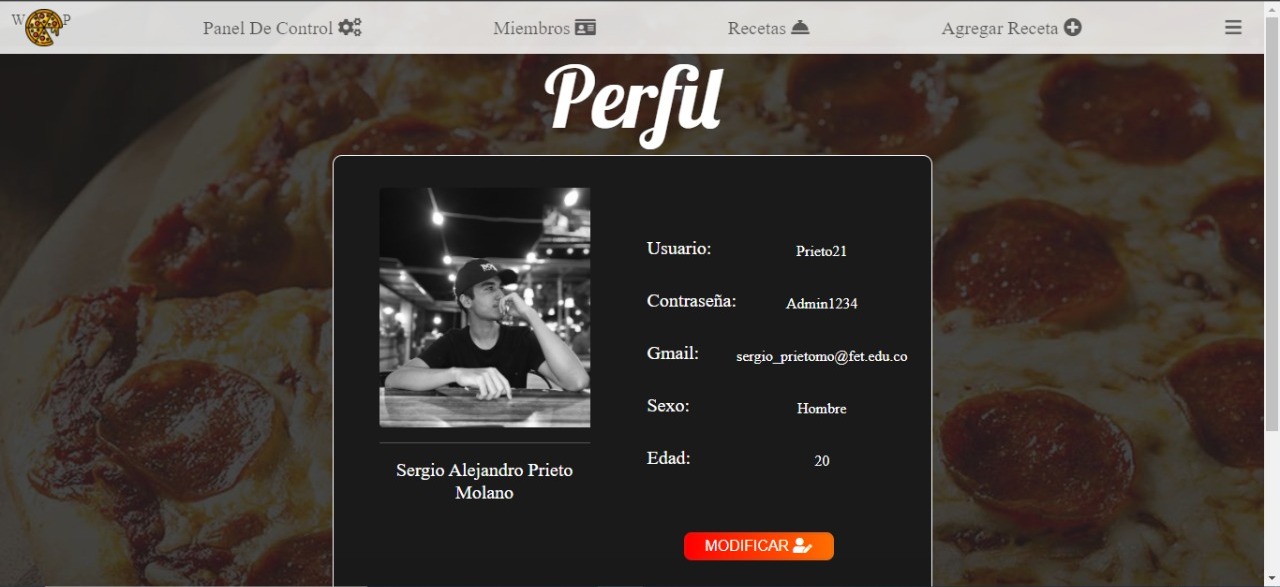 W P
Panel De Control
Miembros
Recetas
Agregar Receta
Perfil
Usuario: Prieto21
Contraseña: Admin1234
Gmail: sergio_prietomo@fet.edu.co
Sexo: Hombre
Edad: 20
Sergio Alejandro Prieto
Molano
MODIFICAR